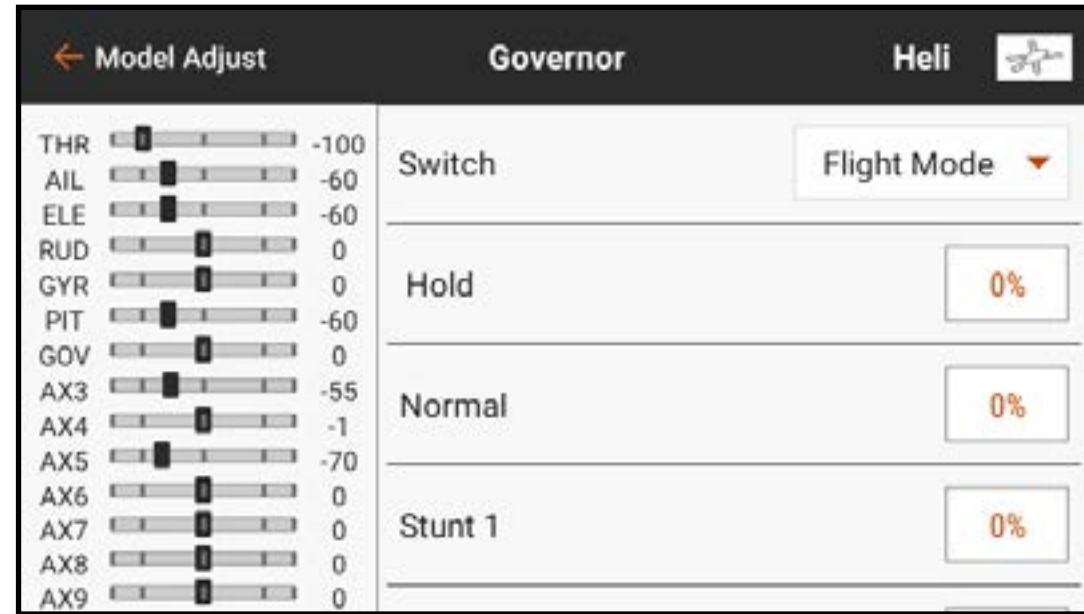 ← Model Adjust Governor Heli
THR -100
AIL -60
ELE -60
RUD 0
GYR 0
PIT -60
GOV 0
AX3 -55
AX4 -1
AX5 -70
AX6 0
AX7 0
AX8 0
AX9 0
Switch Flight Mode
Hold 0%
Normal 0%
Stunt 1 0%